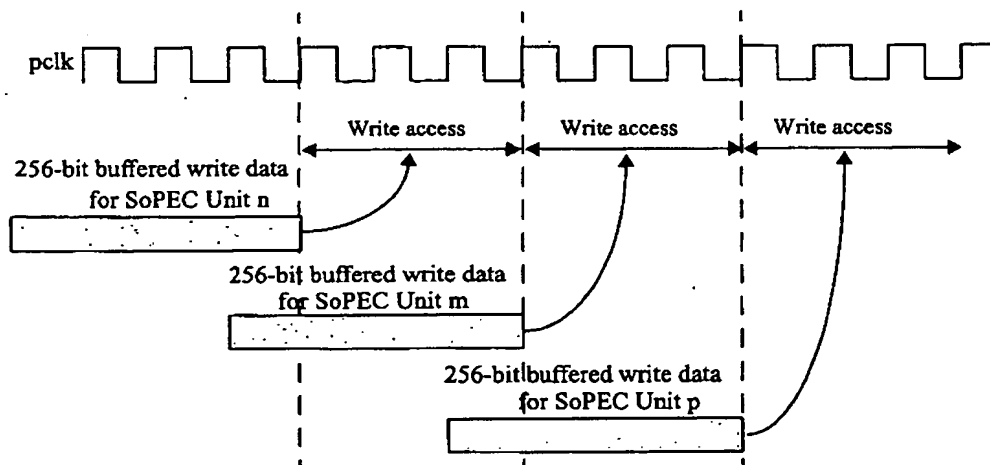 pclk
Write access
Write access
Write access
256-bit buffered write data
for SoPEC Unit n
256-bit buffered write data
for SoPEC Unit m
256-bit buffered write data
for SoPEC Unit p